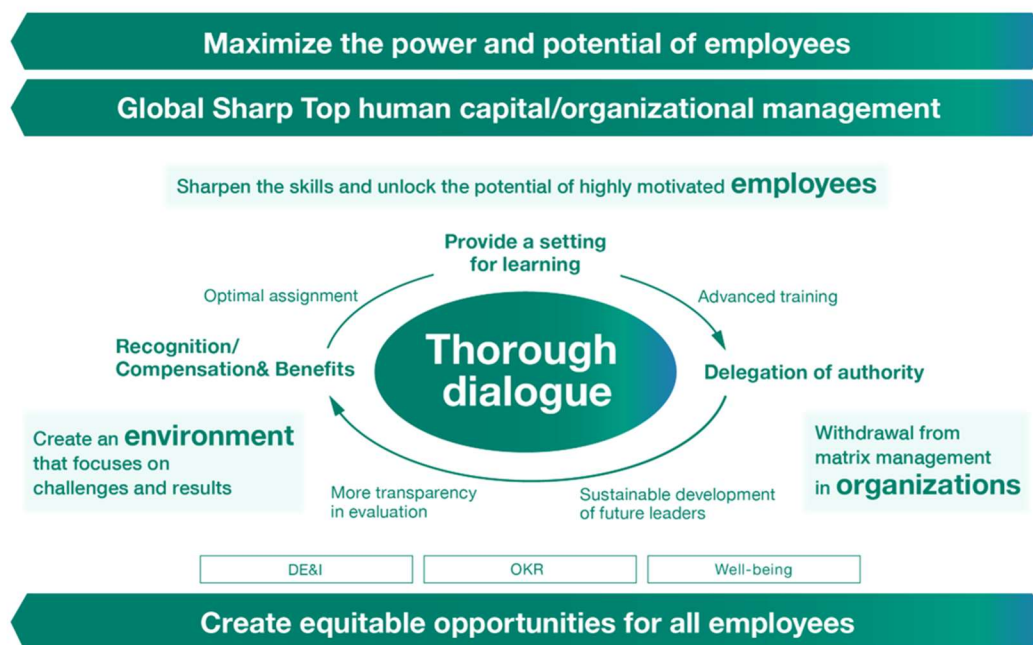 Maximize the power and potential of employees
Global Sharp Top human capital/organizational management
Sharpen the skills and unlock the potential of highly motivated employees
Provide a setting
for learning
Optimal assignment
Advanced training
Recognition/
Compensation& Benefits
Thorough
dialogue
Delegation of authority
Create an environment
that focuses on
challenges and results
Withdrawal from
matrix management
in organizations
More transparency
in evaluation
Sustainable development
of future leaders
DE&I
OKR
Well-being
Create equitable opportunities for all employees